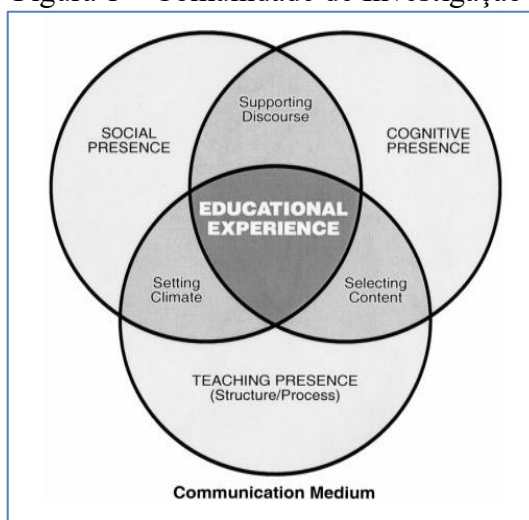 Figura 1 – Comunidade de Investigação
Supporting
Discourse
SOCIAL
PRESENCE
COGNITIVE
PRESENCE
EDUCATIONAL
EXPERIENCE
Setting
Climate
Selecting
Content
TEACHING PRESENCE
(Structure/Process)
Communication Medium